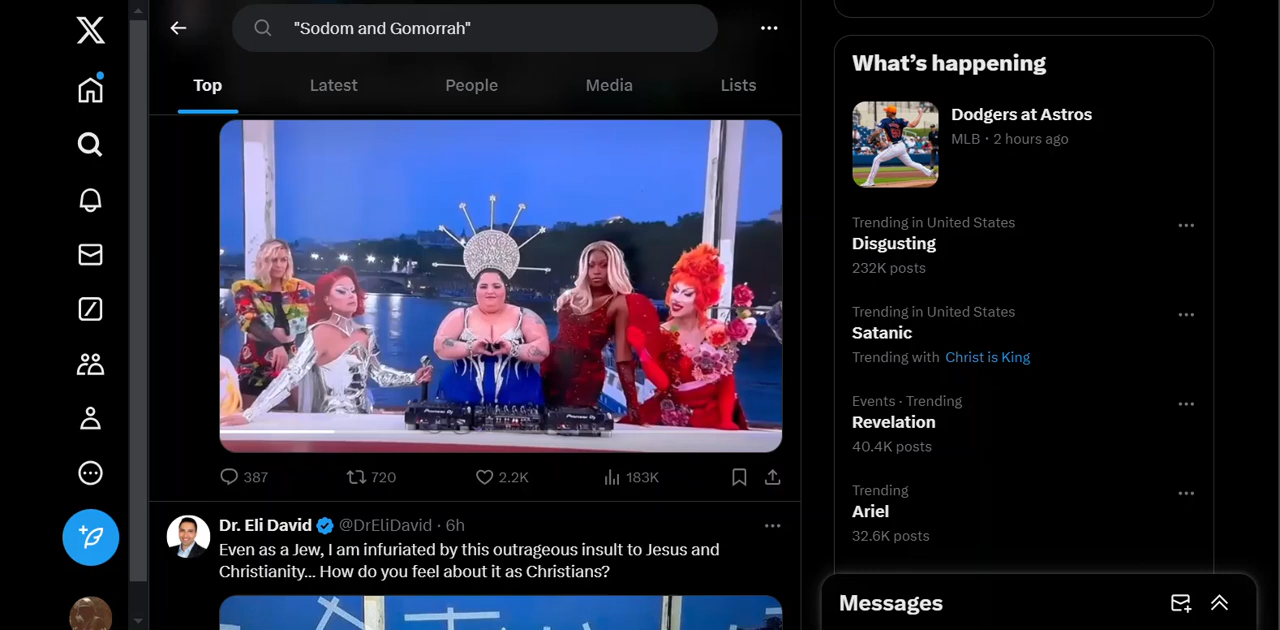 "Sodom and Gomorrah"
Top
Latest
People
Media
Lists
Pioneer DJ
Pioneer DJ
387
720
2.2K
183K
Dr. Eli David @DrEliDavid · 6h
Even as a Jew, I am infuriated by this outrageous insult to Jesus and
Christianity... How do you feel about it as Christians?
What’s happening
Dodgers at Astros
MLB · 2 hours ago
Trending in United States
Disgusting
232K posts
Trending in United States
Satanic
Trending with Christ is King
Events · Trending
Revelation
40.4K posts
Trending
Ariel
32.6K posts
Messages